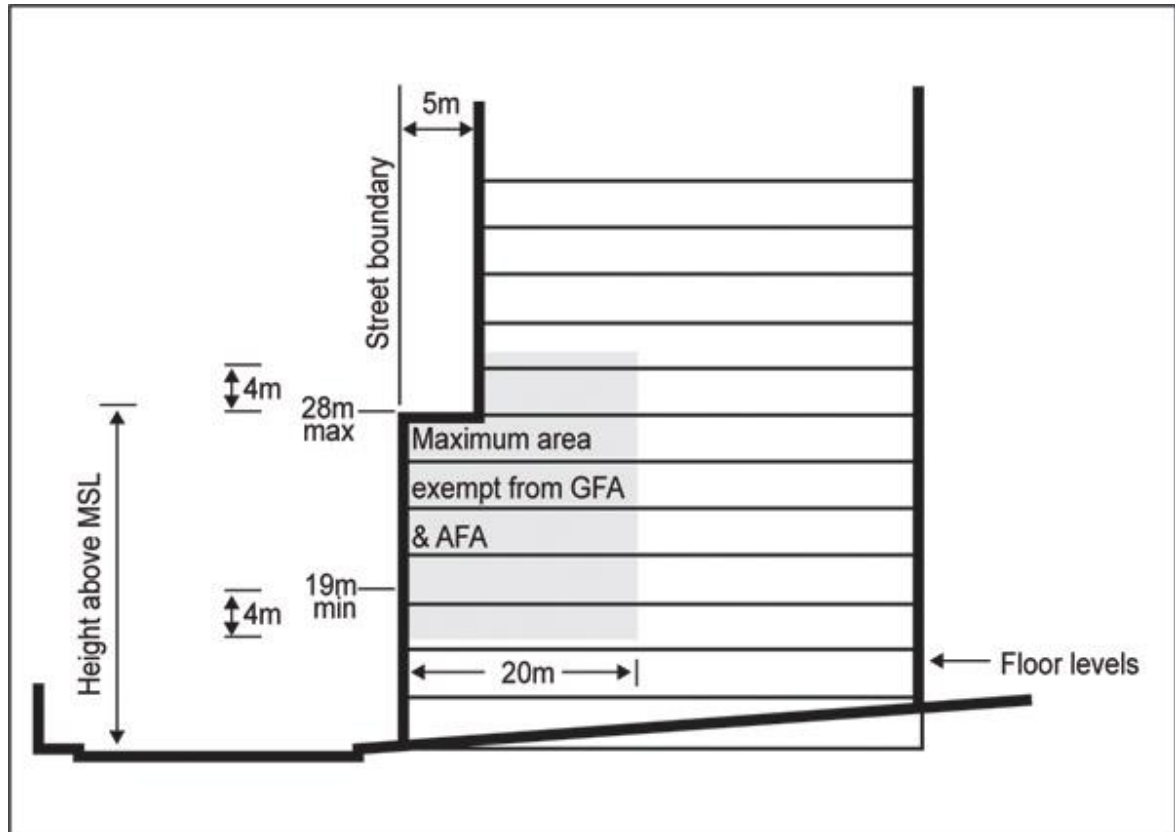 5m
Street boundary
4m
28m
max
Maximum area
exempt from GFA
& AFA
Height above MSL
19m
min
4m
20m
Floor levels